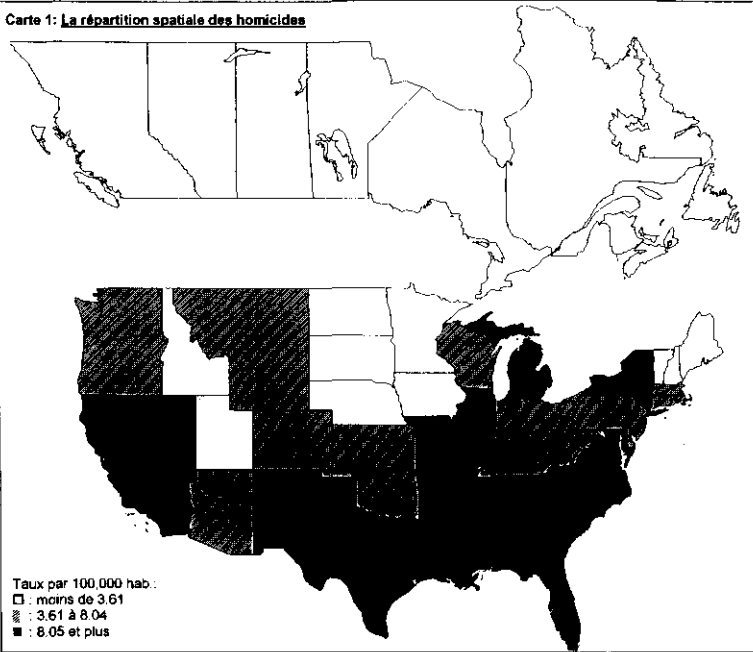 Carte 1: La répartition spatiale des homicides
Taux par 100,000 hab.:
: moins de 3.61
: 3.61 à 8.04
: 8.05 et plus